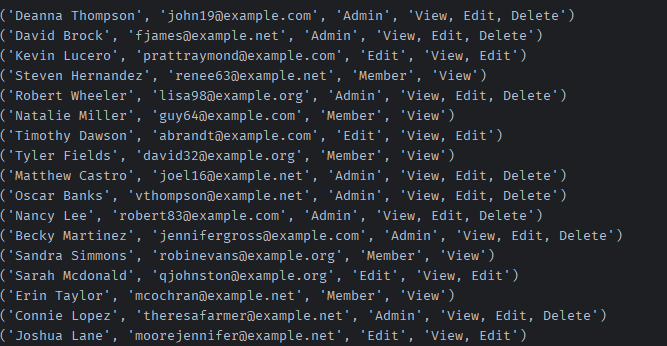 ('Deanna Thompson', 'john19@example.com', 'Admin', 'View, Edit, Delete')
('David Brock', 'fjames@example.net', 'Admin', 'View, Edit, Delete')
('Kevin Lucero', 'prattraymond@example.com', 'Edit', 'View, Edit')
('Steven Hernandez', 'renee63@example.net', 'Member', 'View')
('Robert Wheeler', 'lisa98@example.org', 'Admin', 'View, Edit, Delete')
('Natalie Miller', 'guy64@example.com', 'Member', 'View')
('Timothy Dawson', 'abrandt@example.com', 'Edit', 'View, Edit')
('Tyler Fields', 'david32@example.org', 'Member', 'View')
('Matthew Castro', 'joel16@example.net', 'Admin', 'View, Edit, Delete')
('Oscar Banks', 'vthompson@example.net', 'Admin', 'View, Edit, Delete')
('Nancy Lee', 'robert83@example.com', 'Admin', 'View, Edit, Delete')
('Becky Martinez', 'jennifergross@example.com', 'Admin', 'View, Edit, Delete')
('Sandra Simmons', 'robinevans@example.org', 'Member', 'View')
('Sarah Mcdonald', 'qjohnston@example.org', 'Edit', 'View, Edit')
('Erin Taylor', 'mcochran@example.net', 'Member', 'View')
('Connie Lopez', 'theresafarmer@example.net', 'Admin', 'View, Edit, Delete')
('Joshua Lane', 'moorejennifer@example.net', 'Edit', 'View, Edit')